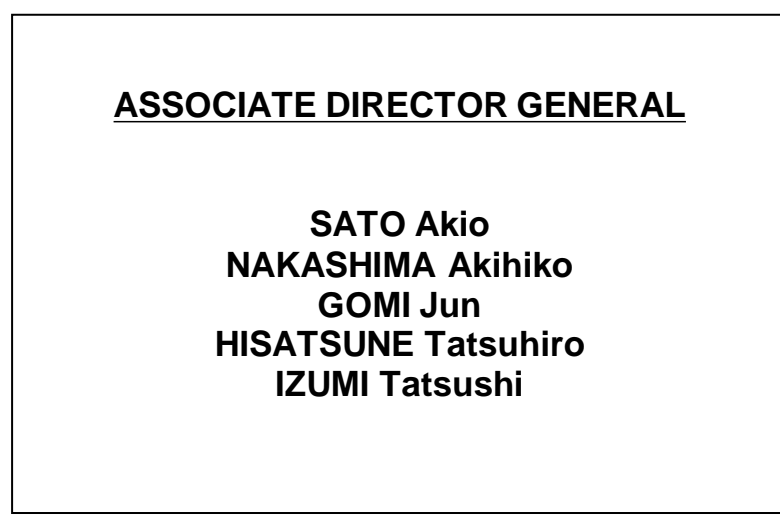 ASSOCIATE DIRECTOR GENERAL
SATO Akio
NAKASHIMA Akihiko
GOMI Jun
HISATSUNE Tatsuhiro
IZUMI Tatsushi